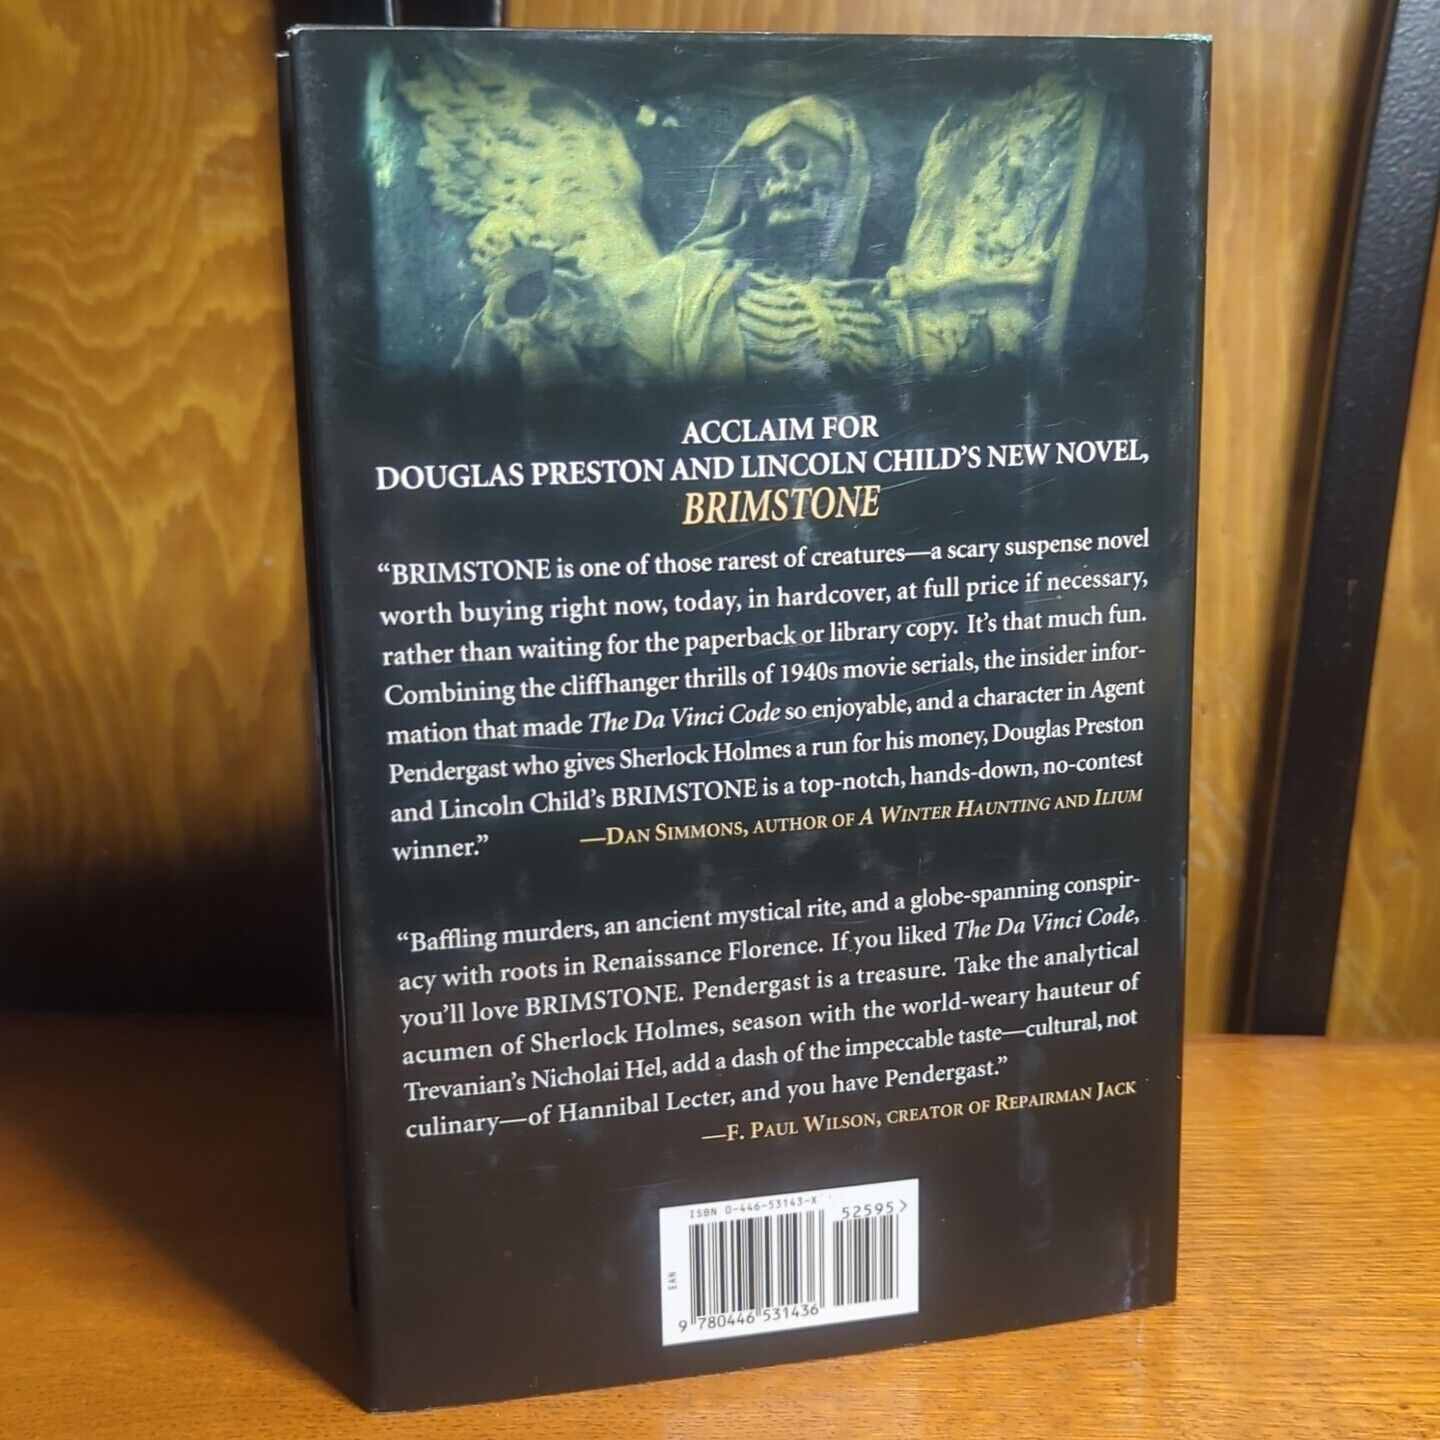 ACCLAIM FOR
DOUGLAS PRESTON AND LINCOLN CHILD'S NEW NOVEL,
BRIMSTONE
“BRIMSTONE is one of those rarest of creatures—a scary suspense novel
worth buying right now, today, in hardcover, at full price if necessary,
rather than waiting for the paperback or library copy. It’s that much fun.
Combining the cliffhanger thrills of 1940s movie serials, the insider infor-
mation that made The Da Vinci Code so enjoyable, and a character in Agent
Pendergast who gives Sherlock Holmes a run for his money, Douglas Preston
and Lincoln Child’s BRIMSTONE is a top-notch, hands-down, no-contest
winner.” —DAN SIMMONS, AUTHOR OF A WINTER HAUNTING AND ILIUM
“Baffling murders, an ancient mystical rite, and a globe-spanning conspir-
acy with roots in Renaissance Florence. If you liked The Da Vinci Code,
you’ll love BRIMSTONE. Pendergast is a treasure. Take the analytical
acumen of Sherlock Holmes, season with the world-weary hauteur of
Trevanian’s Nicholai Hel, add a dash of the impeccable taste—cultural, not
culinary—of Hannibal Lecter, and you have Pendergast.”
—F. PAUL WILSON, CREATOR OF REPAIRMAN JACK
ISBN 0-446-53143-X
52595>
EAN
9 780446 531436